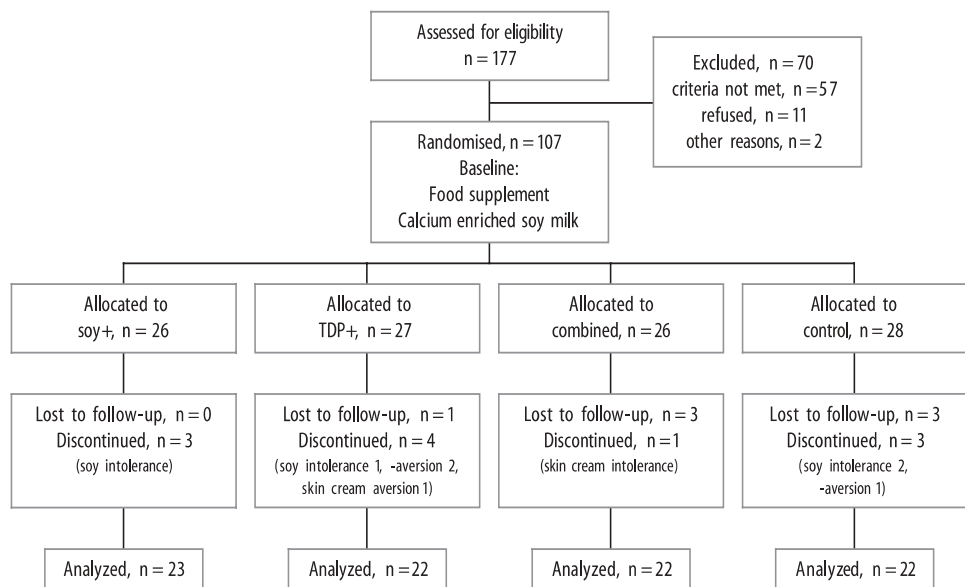 Assessed for eligibility
n = 177
Excluded, n = 70
criteria not met, n = 57
refused, n = 11
other reasons, n = 2
Randomised, n = 107
Baseline:
Food supplement
Calcium enriched soy milk
Allocated to
soy+, n = 26
Allocated to
TDP+, n = 27
Allocated to
combined, n = 26
Allocated to
control, n = 28
Lost to follow-up, n = 0
Discontinued, n = 3
(soy intolerance)
Lost to follow-up, n = 1
Discontinued, n = 4
(soy intolerance 1, -aversion 2,
skin cream aversion 1)
Lost to follow-up, n = 3
Discontinued, n = 1
(skin cream intolerance)
Lost to follow-up, n = 3
Discontinued, n = 3
(soy intolerance 2,
-aversion 1)
Analyzed, n = 23
Analyzed, n = 22
Analyzed, n = 22
Analyzed, n = 22